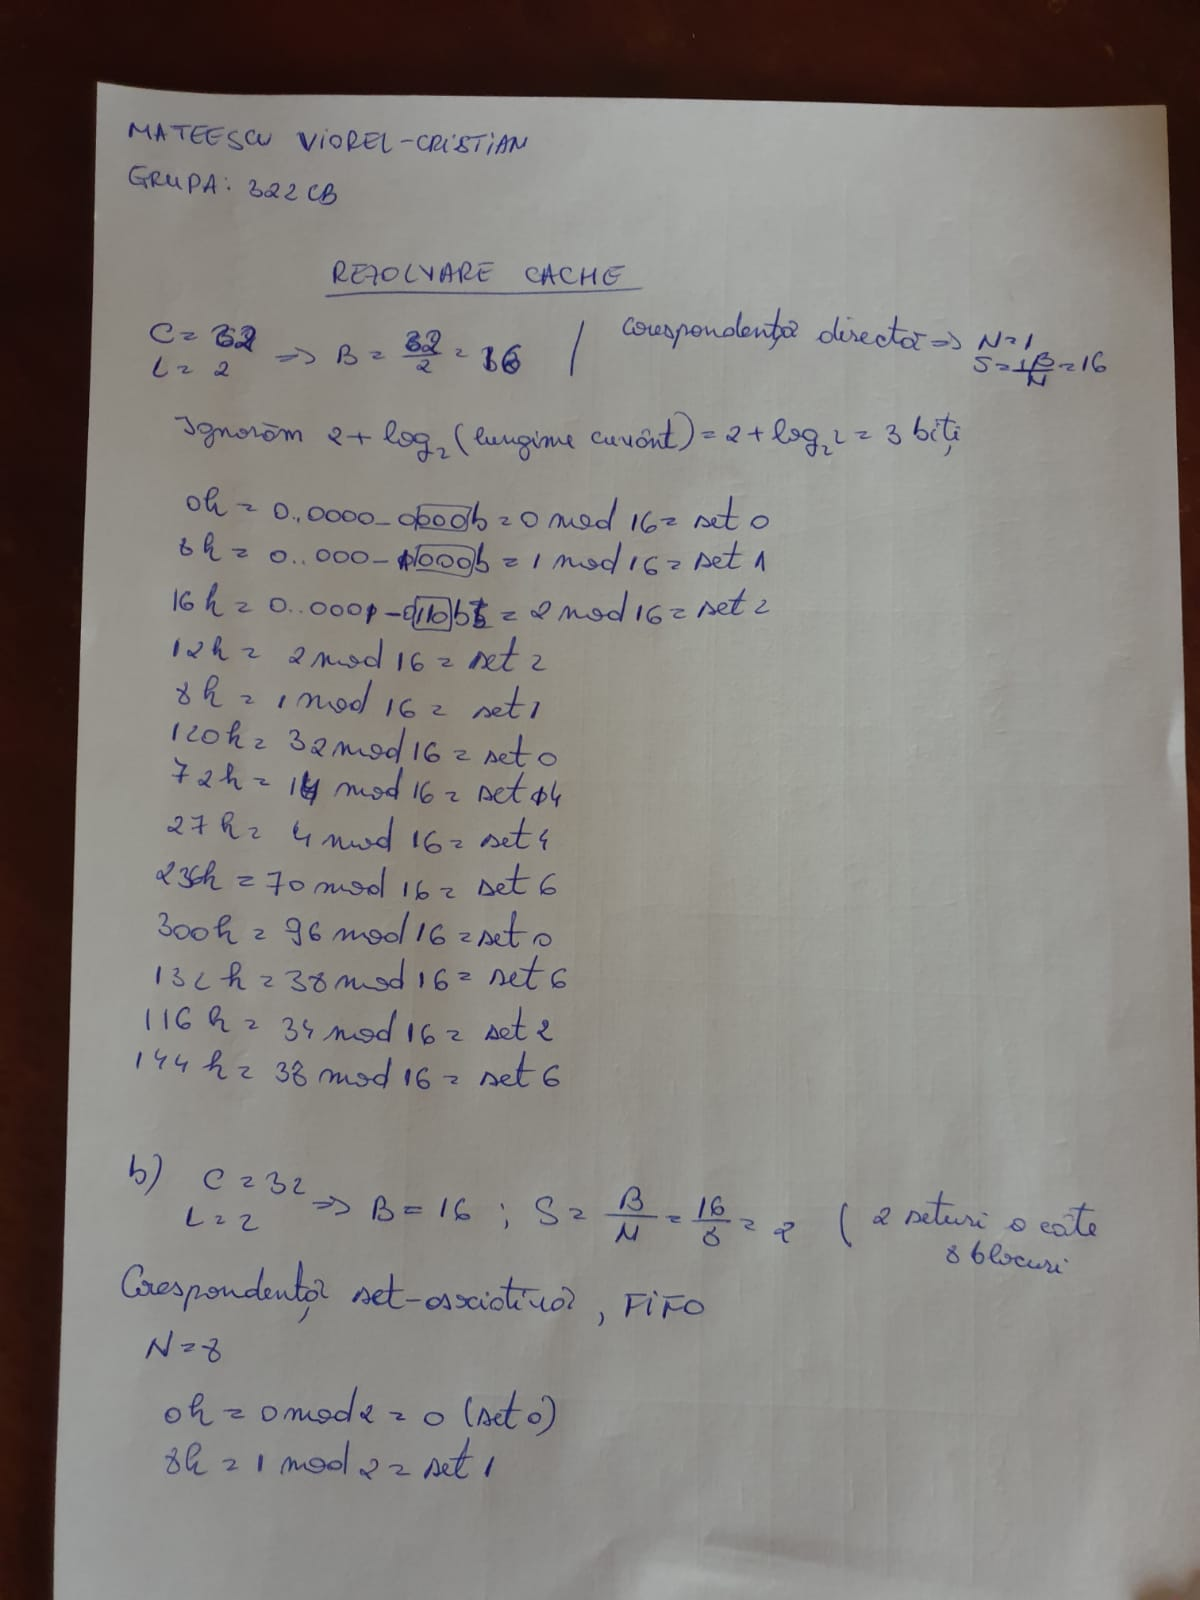 MATEESCU VIOREL-CRISTIAN
GRUPA: 322CB
REZOLVARE CACHE
C = 32
L = 2 => B = 32/2 = 16 / Corespondență directă => N=1
S = B/N = 16
Ignorăm 2 + log₂ (lungime cuvânt) = 2 + log₂2 = 3 biți
0h = 0..0000_0000b = 0 mod 16 = set 0
8h = 0..000_1000b = 1 mod 16 = set 1
16h = 0..0001_0110b = 2 mod 16 = set 2
12h = 2 mod 16 = set 2
8h = 1 mod 16 = set 1
120h = 32 mod 16 = set 0
72h = 14 mod 16 = set 14
27h = 4 mod 16 = set 4
236h = 70 mod 16 = set 6
300h = 96 mod 16 = set 0
132h = 38 mod 16 = set 6
116h = 34 mod 16 = set 2
144h = 38 mod 16 = set 6
b) C = 32
L = 2 => B = 16 ; S = B/N = 16/8 = 2 ( 2 seturi a câte
8 blocuri
Corespondență set-asociativă, FIFO
N = 8
0h = 0 mod 2 = 0 (set 0)
8h = 1 mod 2 = set 1